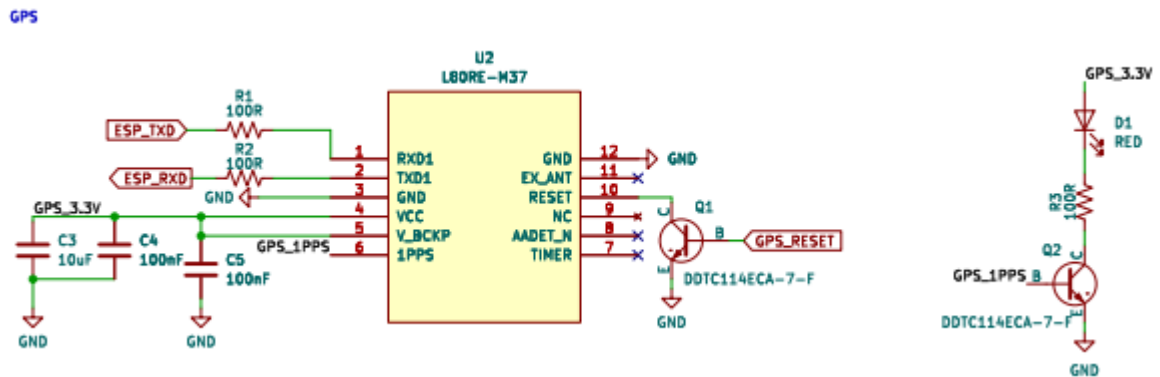 GPS
U2
L80RE-M37
R1
100R
ESP_TXD
R2
100R
ESP_RXD
GND
GPS_3.3V
C3
10uF
C4
100nF
GPS_1PPS
C5
100nF
GND
GND
1 RXD1
2 TXD1
3 GND
4 VCC
5 V_BCKP
6 1PPS
GND 12
EX_ANT 11
RESET 10
NC 9
AADET_N 8
TIMER 7
GND
Q1
C
B
E
GPS_RESET
DDTC114ECA-7-F
GND
GPS_3.3V
D1
RED
R3
100R
Q2
C
GPS_1PPS
B
E
DDTC114ECA-7-F
GND